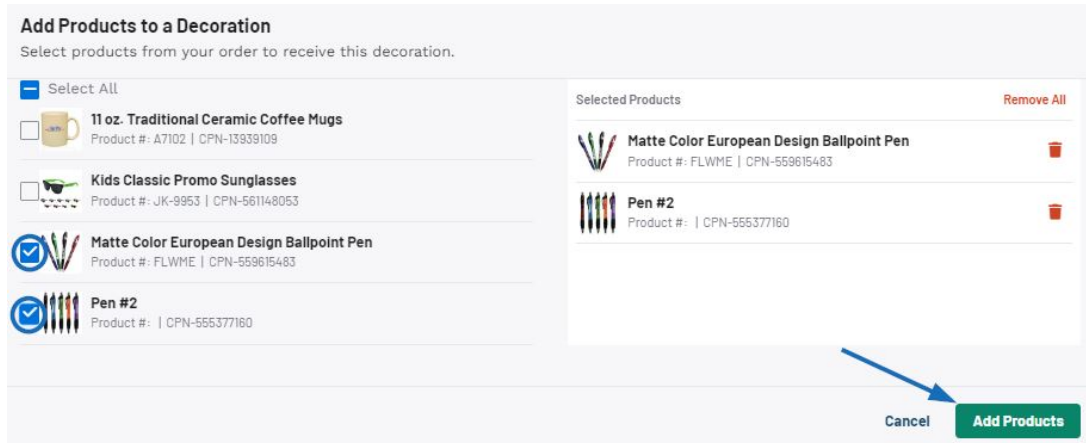 Add Products to a Decoration
Select products from your order to receive this decoration.
Select All
11 oz. Traditional Ceramic Coffee Mugs
Product #: A7102 | CPN-13939109
Kids Classic Promo Sunglasses
Product #: JK-9953 | CPN-561148053
Matte Color European Design Ballpoint Pen
Product #: FLWME | CPN-559615483
Pen #2
Product #: | CPN-555377160
Selected Products
Remove All
Matte Color European Design Ballpoint Pen
Product #: FLWME | CPN-559615483
Pen #2
Product #: | CPN-555377160
Cancel
Add Products